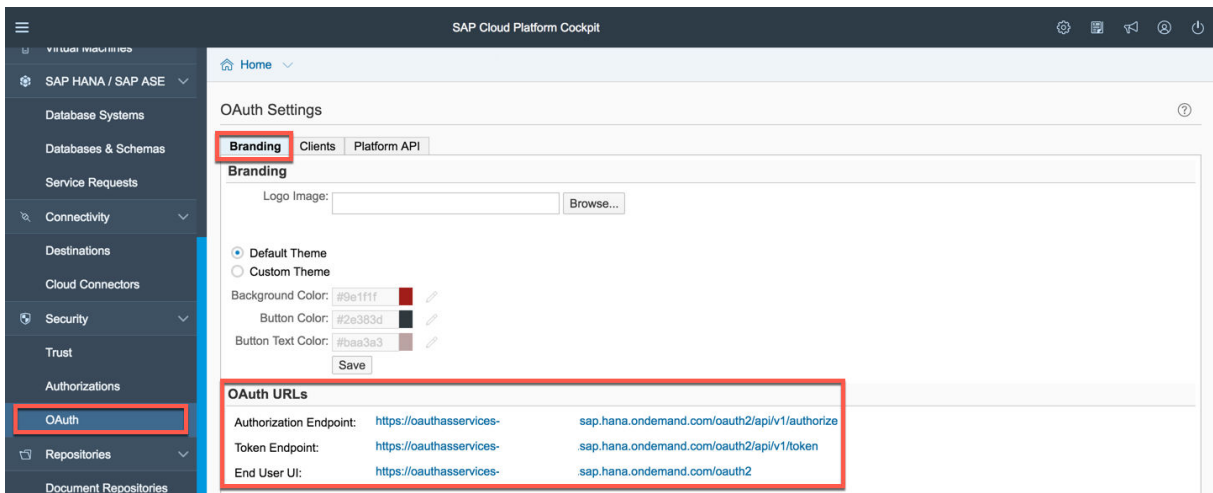 SAP Cloud Platform Cockpit
Virtual Machines
SAP HANA / SAP ASE
Database Systems
Databases & Schemas
Service Requests
Connectivity
Destinations
Cloud Connectors
Security
Trust
Authorizations
OAuth
Repositories
Document Repositories
Home
OAuth Settings
Branding Clients Platform API
Branding
Logo Image: Browse...
Default Theme
Custom Theme
Background Color: #9e1f1f
Button Color: #2e383d
Button Text Color: #baa3a3
Save
OAuth URLs
Authorization Endpoint: https://oauthasservices- sap.hana.ondemand.com/oauth2/api/v1/authorize
Token Endpoint: https://oauthasservices- .sap.hana.ondemand.com/oauth2/api/v1/token
End User UI: https://oauthasservices- .sap.hana.ondemand.com/oauth2